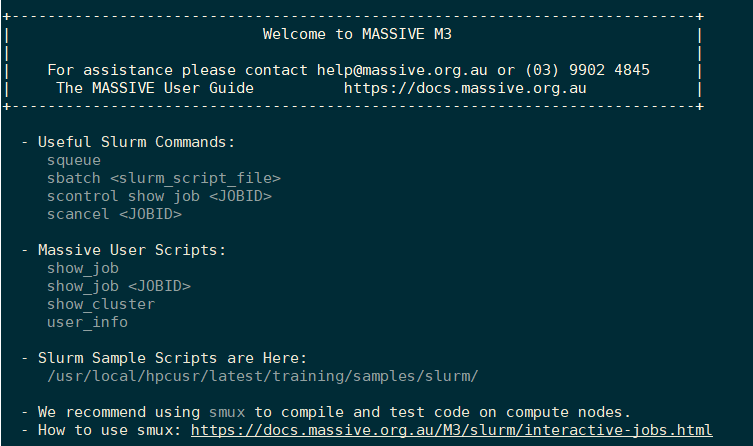 Welcome to MASSIVE M3
For assistance please contact help@massive.org.au or (03) 9902 4845
The MASSIVE User Guide https://docs.massive.org.au
- Useful Slurm Commands:
squeue
sbatch <slurm_script_file>
scontrol show job <JOBID>
scancel <JOBID>
- Massive User Scripts:
show_job
show_job <JOBID>
show_cluster
user_info
- Slurm Sample Scripts are Here:
/usr/local/hpcusr/latest/training/samples/slurm/
- We recommend using smux to compile and test code on compute nodes.
- How to use smux: https://docs.massive.org.au/M3/slurm/interactive-jobs.html